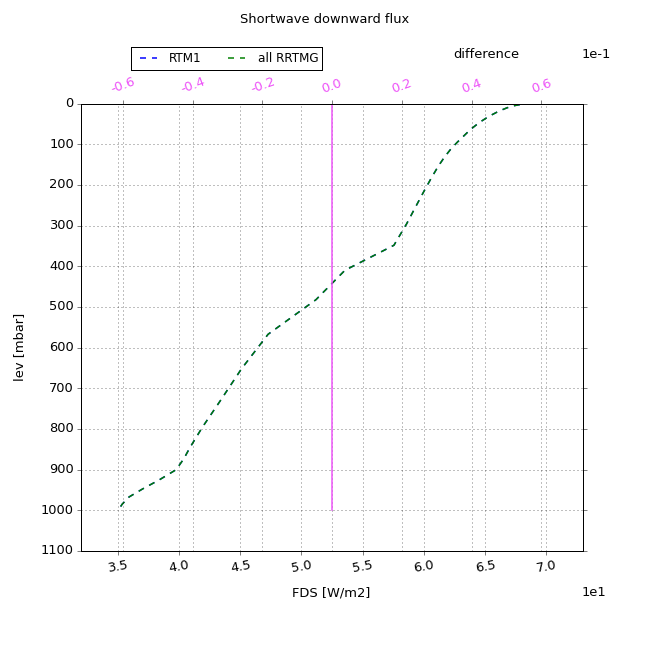 Shortwave downward flux
RTM1 all RRTMG
difference 1e-1
-0.6 -0.4 -0.2 0.0 0.2 0.4 0.6
0
100
200
300
400
500
600
700
800
900
1000
1100
lev [mbar]
3.5 4.0 4.5 5.0 5.5 6.0 6.5 7.0
FDS [W/m2] 1e1